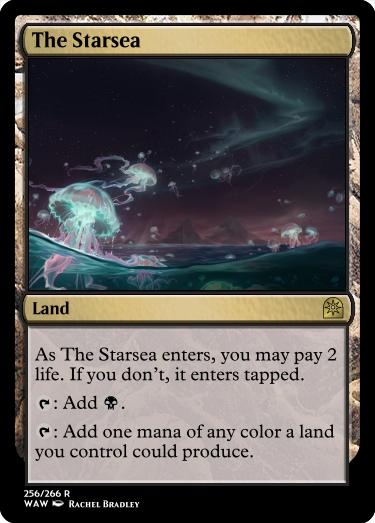 The Starsea
Land
As The Starsea enters, you may pay 2
life. If you don't, it enters tapped.
: Add .
: Add one mana of any color a land
you control could produce.
256/266 R
WAW Rachel Bradley